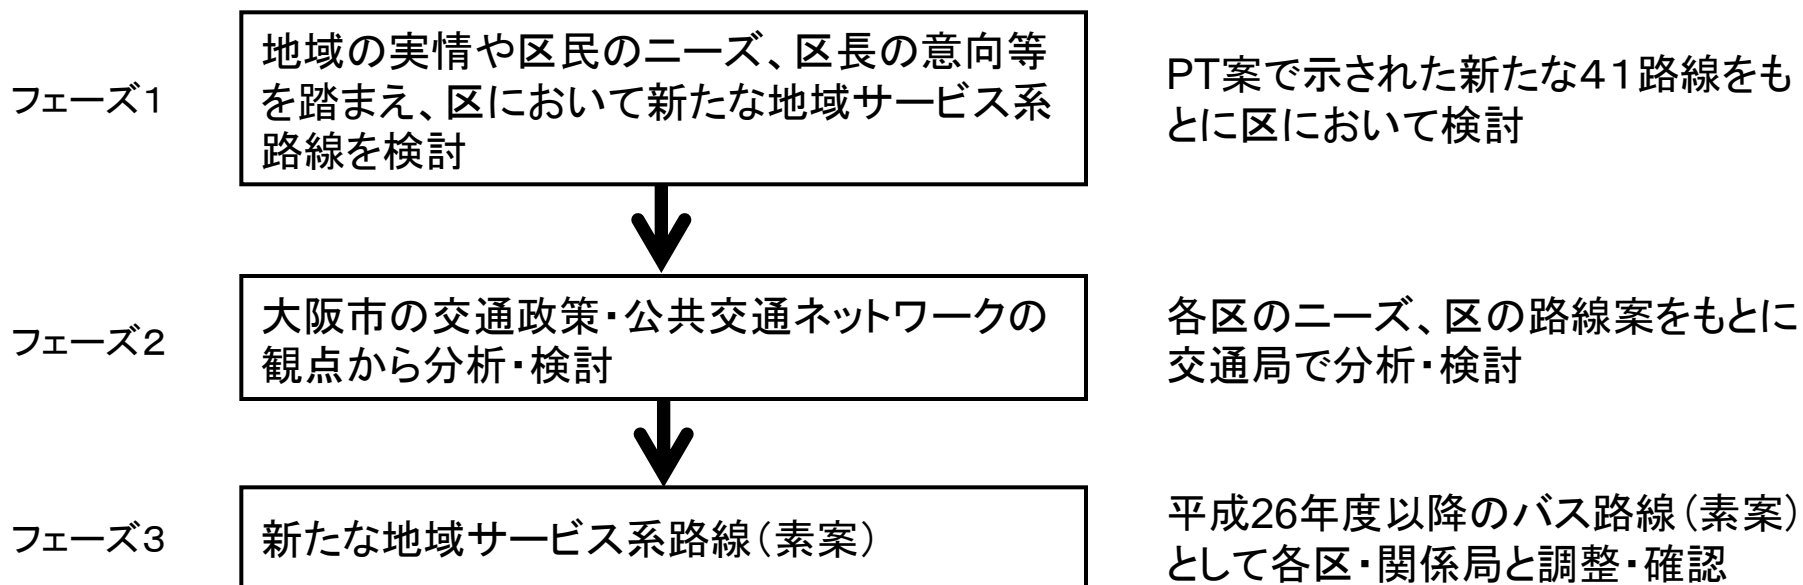 フェーズ1
地域の実情や区民のニーズ、区長の意向等
を踏まえ、区において新たな地域サービス系
路線を検討
PT案で示された新たな41路線をも
とに区において検討
フェーズ2
大阪市の交通政策・公共交通ネットワークの
観点から分析・検討
各区のニーズ、区の路線案をもとに
交通局で分析・検討
フェーズ3
新たな地域サービス系路線(素案)
平成26年度以降のバス路線(素案)
として各区・関係局と調整・確認